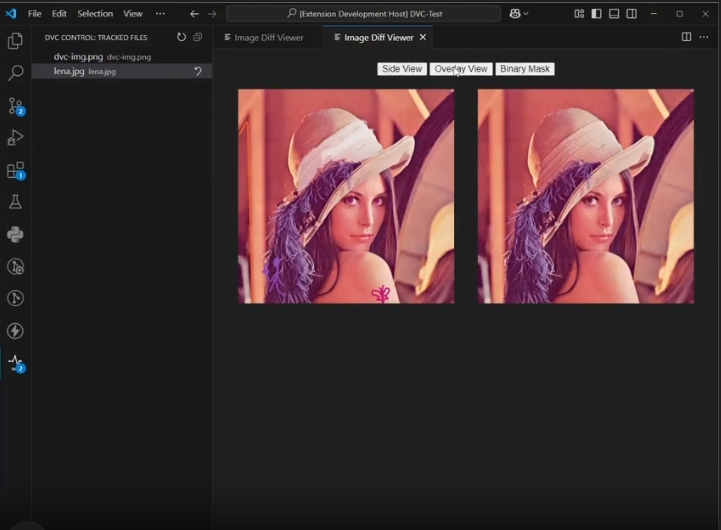 File Edit Selection View ··· [Extension Development Host] DVC-Test
DVC CONTROL: TRACKED FILES
Image Diff Viewer Image Diff Viewer
dvc-img.png dvc-img.png
lena.jpg lena.jpg
Side View Overlay View Binary Mask
2
1
2